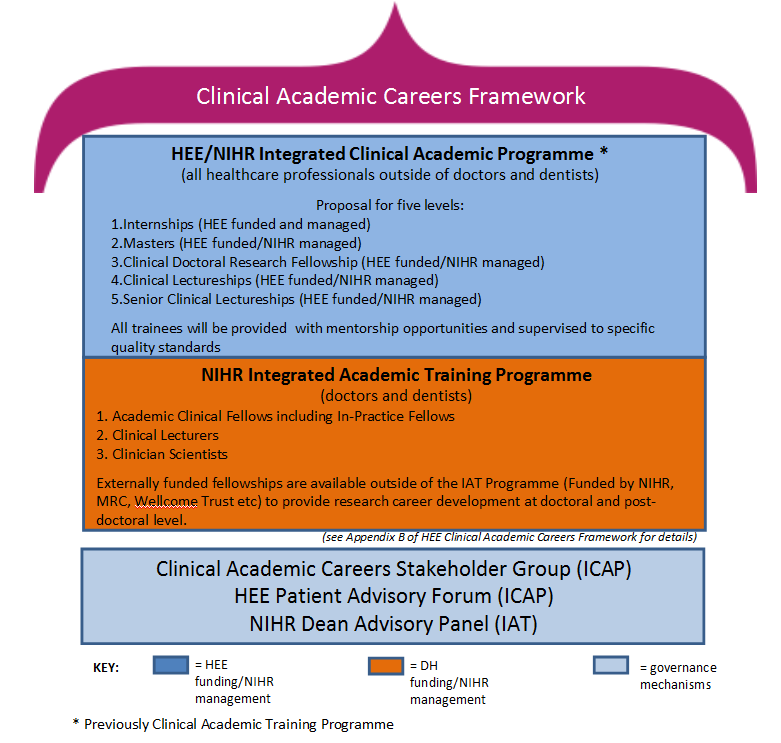 Clinical Academic Careers Framework
HEE/NIHR Integrated Clinical Academic Programme *
(all healthcare professionals outside of doctors and dentists)
Proposal for five levels:
1.Internships (HEE funded and managed)
2.Masters (HEE funded/NIHR managed)
3.Clinical Doctoral Research Fellowship (HEE funded/NIHR managed)
4.Clinical Lectureships (HEE funded/NIHR managed)
5.Senior Clinical Lectureships (HEE funded/NIHR managed)
All trainees will be provided with mentorship opportunities and supervised to specific
quality standards
NIHR Integrated Academic Training Programme
(doctors and dentists)
1. Academic Clinical Fellows including In-Practice Fellows
2. Clinical Lecturers
3. Clinician Scientists
Externally funded fellowships are available outside of the IAT Programme (Funded by NIHR,
MRC, Wellcome Trust etc) to provide research career development at doctoral and post-
doctoral level.
(see Appendix B of HEE Clinical Academic Careers Framework for details)
Clinical Academic Careers Stakeholder Group (ICAP)
HEE Patient Advisory Forum (ICAP)
NIHR Dean Advisory Panel (IAT)
KEY:
= HEE
funding/NIHR
management
= DH
funding/NIHR
management
= governance
mechanisms
* Previously Clinical Academic Training Programme